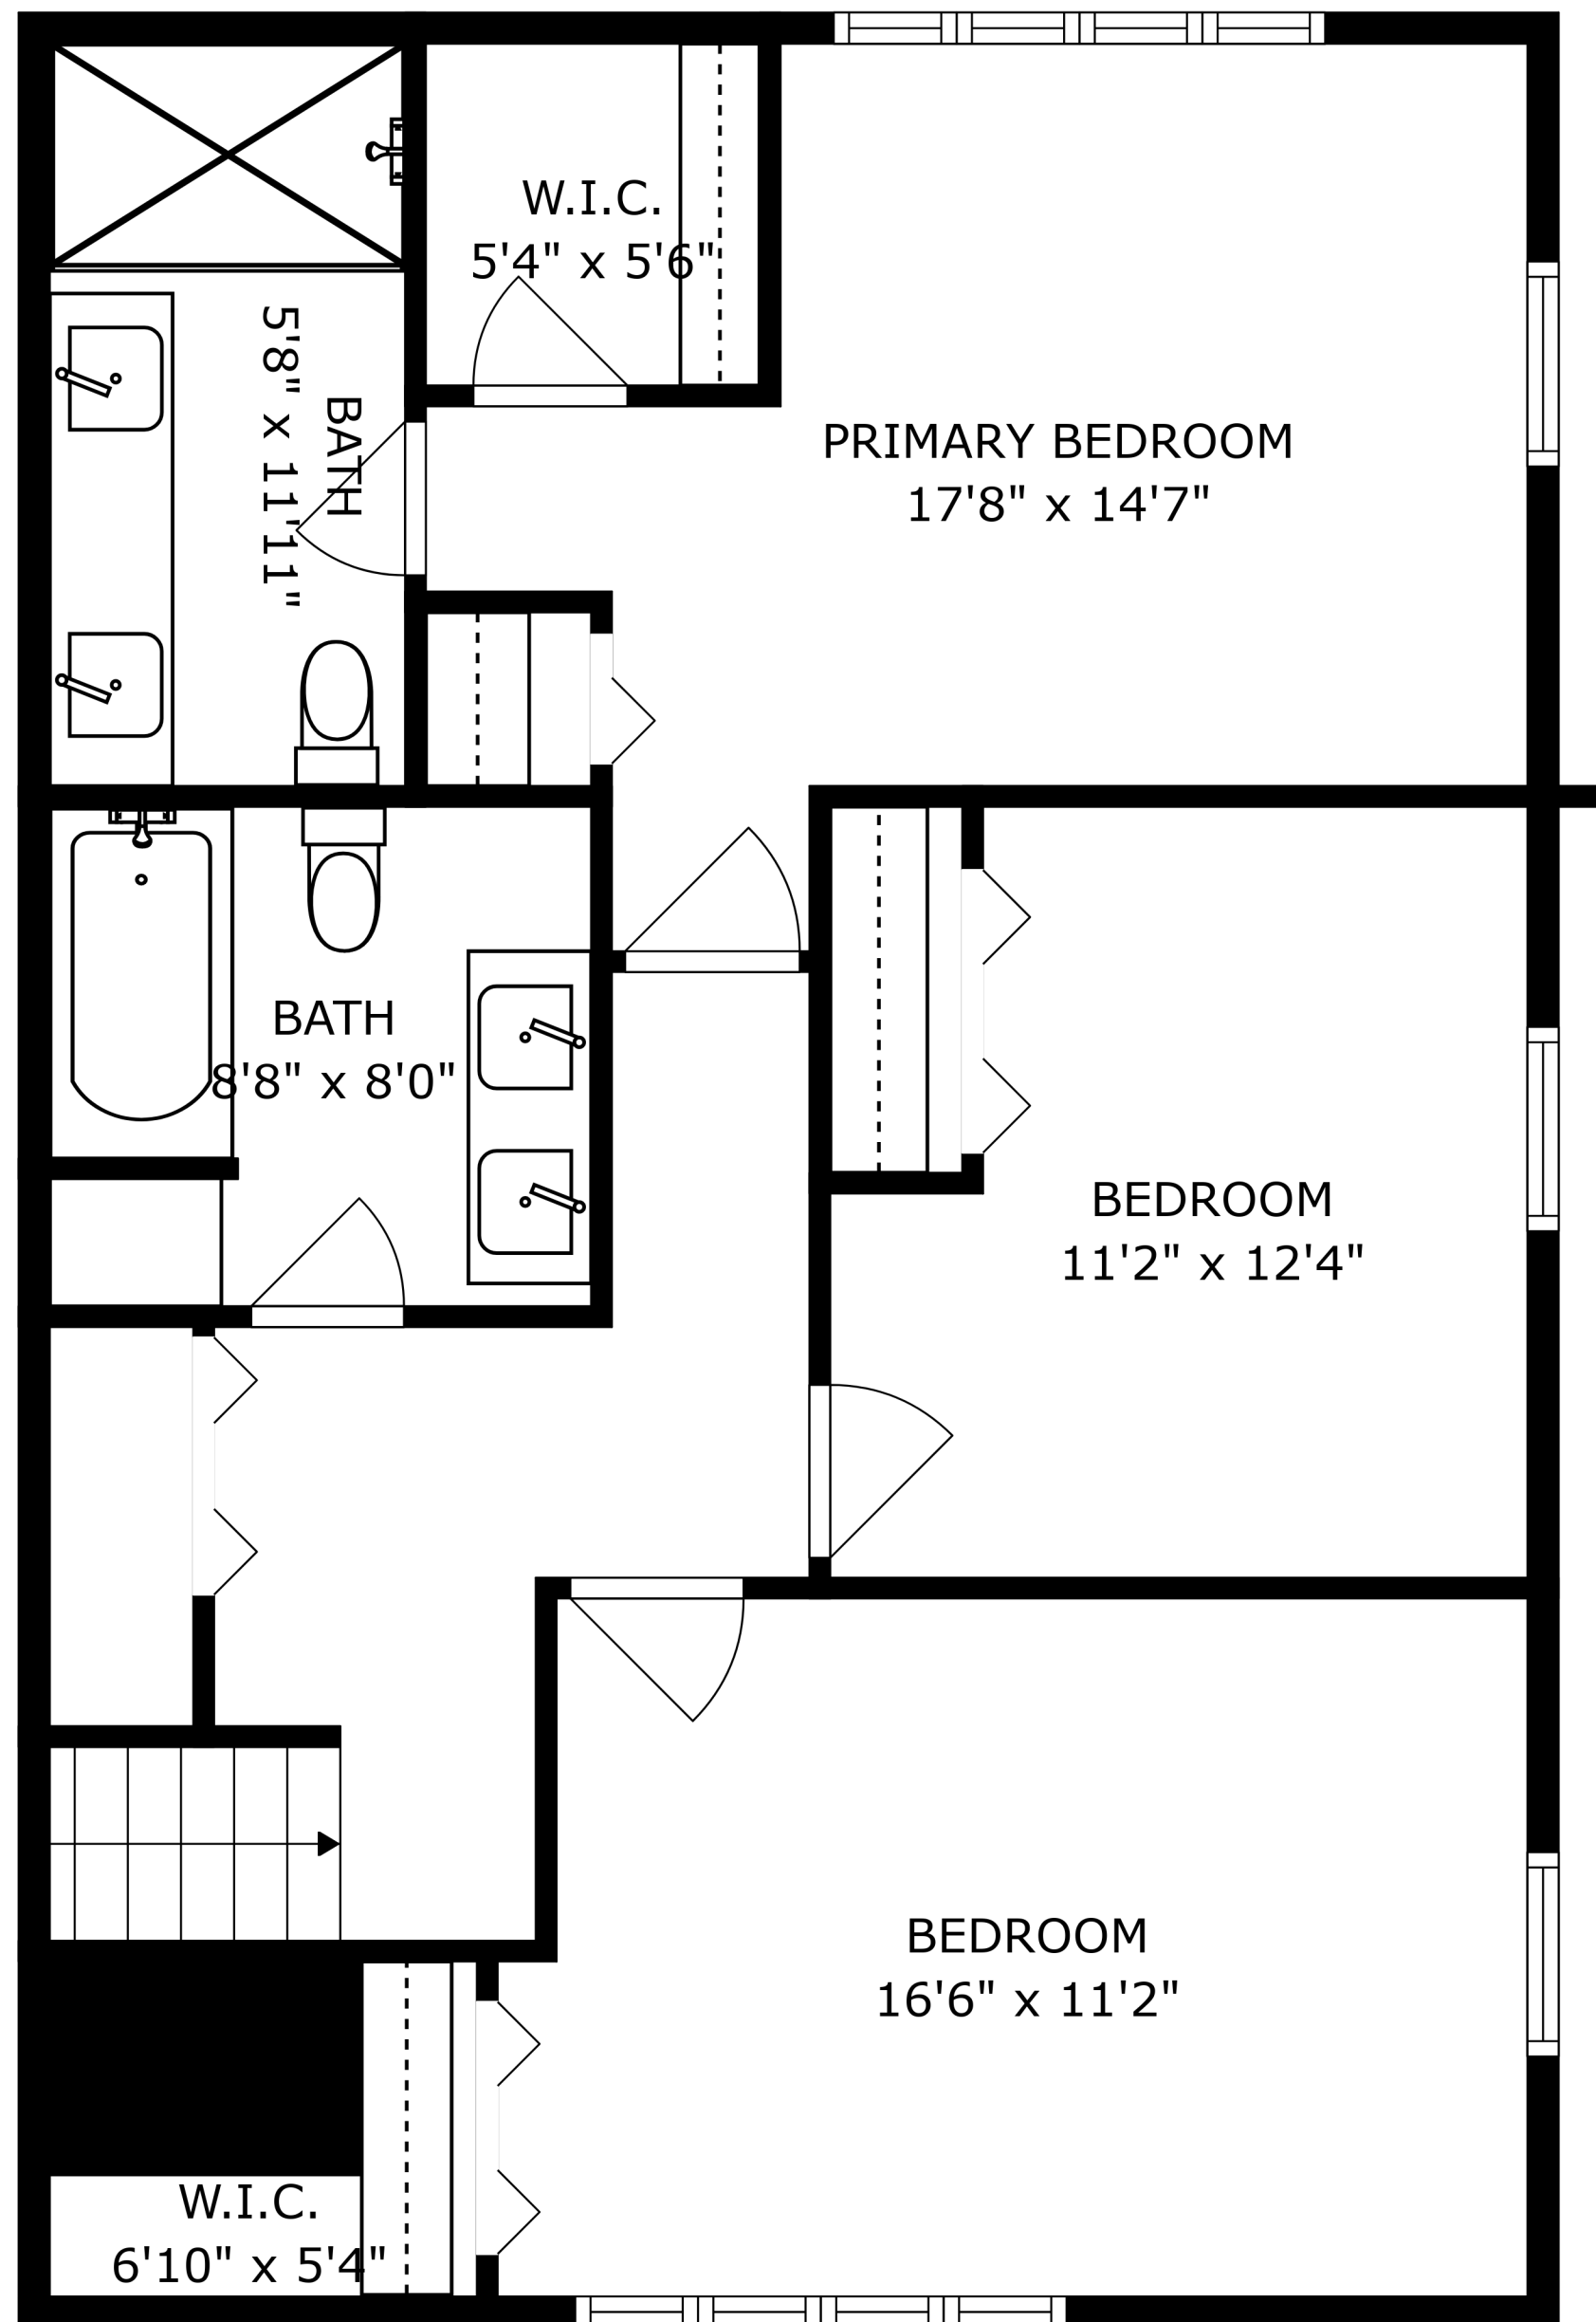 W.I.C.
5'4" x 5'6"
PRIMARY BEDROOM
17'8" x 14'7"
BATH
5'8" x 11'11"
BATH
8'8" x 8'0"
BEDROOM
11'2" x 12'4"
BEDROOM
16'6" x 11'2"
W.I.C.
6'10" x 5'4"